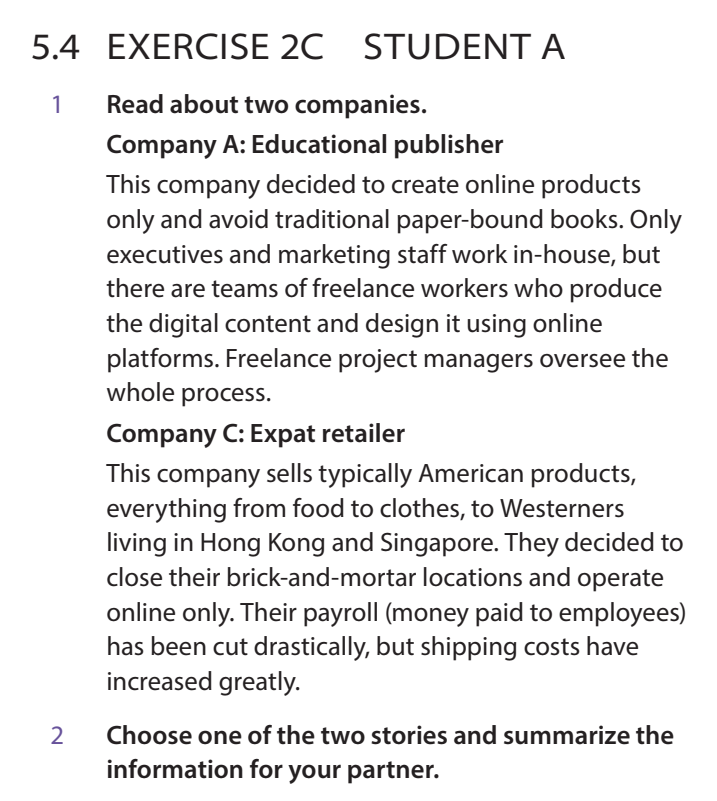 5.4 EXERCISE 2C STUDENT A
1 Read about two companies.
Company A: Educational publisher
This company decided to create online products
only and avoid traditional paper-bound books. Only
executives and marketing staff work in-house, but
there are teams of freelance workers who produce
the digital content and design it using online
platforms. Freelance project managers oversee the
whole process.
Company C: Expat retailer
This company sells typically American products,
everything from food to clothes, to Westerners
living in Hong Kong and Singapore. They decided to
close their brick-and-mortar locations and operate
online only. Their payroll (money paid to employees)
has been cut drastically, but shipping costs have
increased greatly.
2 Choose one of the two stories and summarize the
information for your partner.